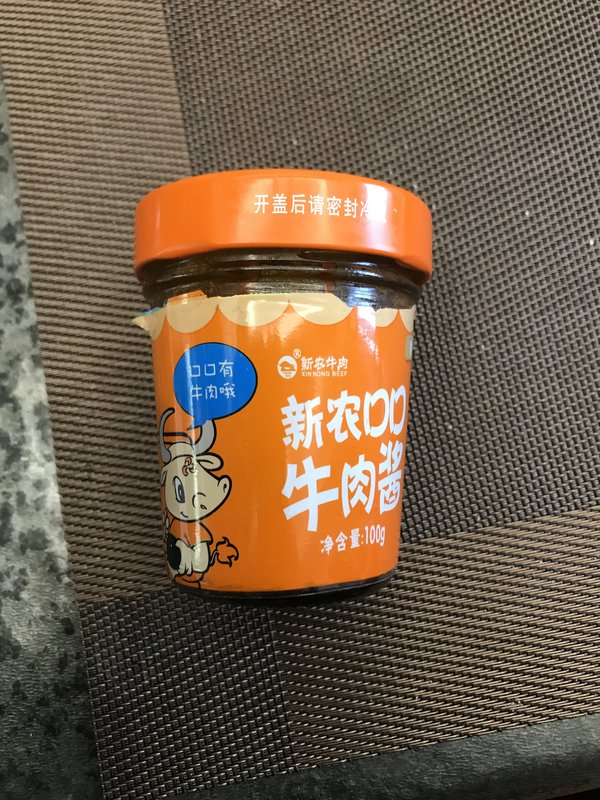 开盖后请密封冷
口口有
牛肉哦
新农牛肉
XIN NONG BEEF
新农口口
牛肉酱
净含量:100g